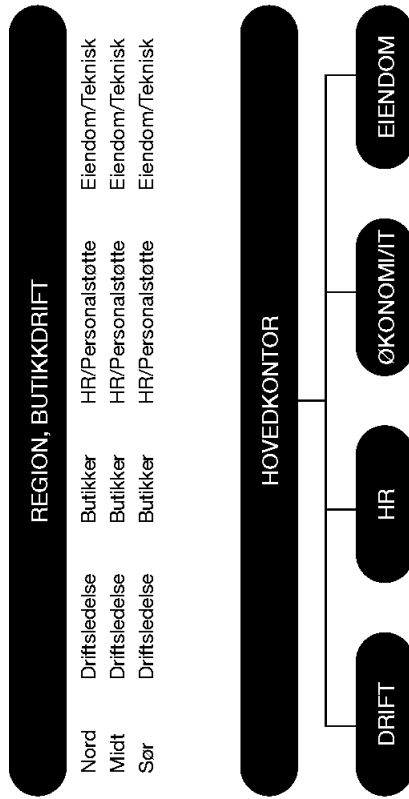 REGION, BUTIKKDRIFT
Nord Driftsledelse Butikker HR/Personalstøtte Eiendom/Teknisk
Midt Driftsledelse Butikker HR/Personalstøtte Eiendom/Teknisk
Sør Driftsledelse Butikker HR/Personalstøtte Eiendom/Teknisk
HOVEDKONTOR
DRIFT HR ØKONOMI/IT EIENDOM